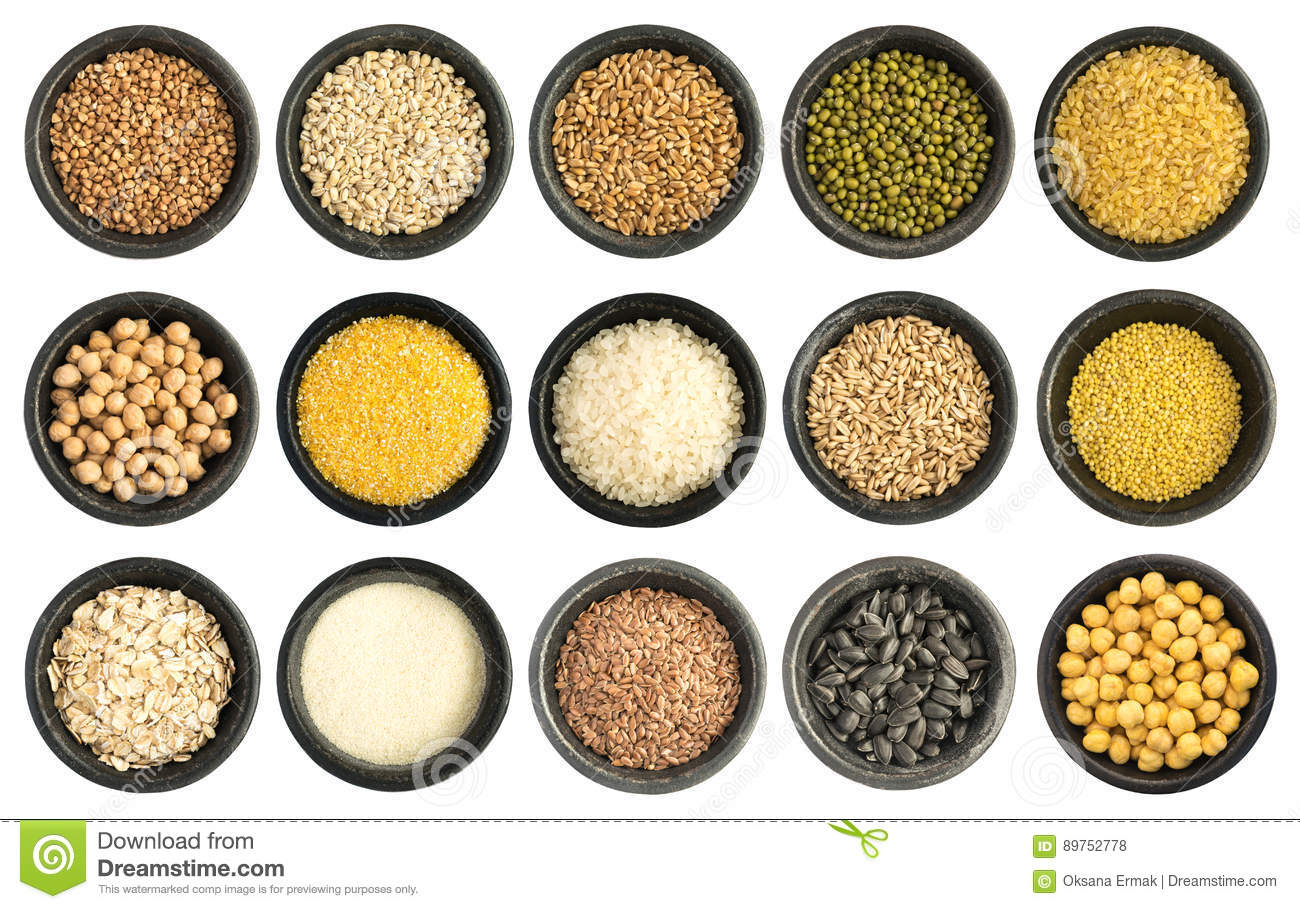 Download from
Dreamstime.com
This watermarked comp image is for previewing purposes only.
ID 89752778
© Oksana Ermak | Dreamstime.com